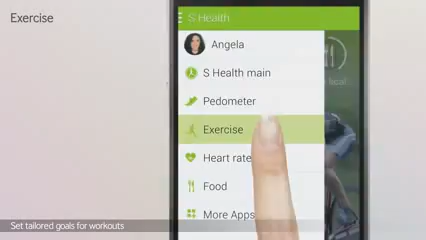 Exercise
S Health
Angela
S Health main
Pedometer
Exercise
Heart rate
Food
More Apps
Set tailored goals for workouts